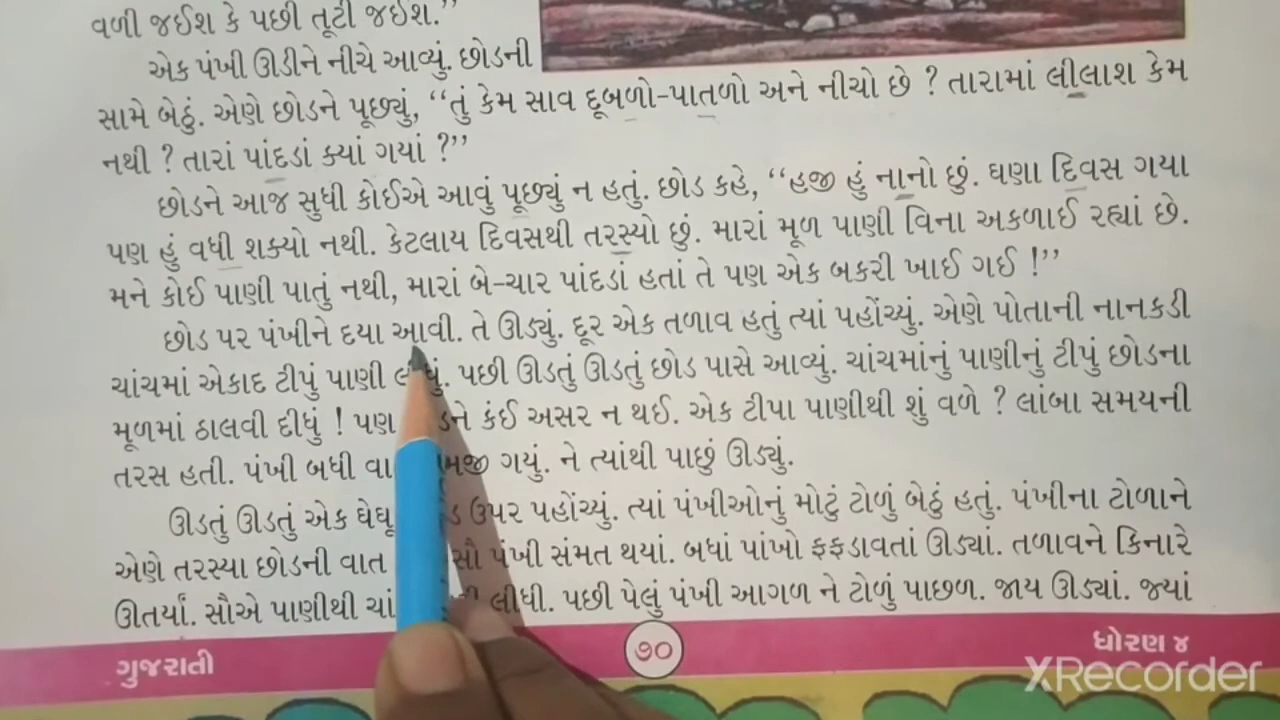 વળી જઈશ કે પછી તૂટી જઈશ.”
એક પંખી ઊડીને નીચે આવ્યું. છોડની
સામે બેઠું. એણે છોડને પૂછ્યું, “તું કેમ સાવ દૂબળો-પાતળો અને નીચો છે ? તારામાં લીલાશ કેમ
નથી ? તારાં પાંદડાં ક્યાં ગયાં ?”
છોડને આજ સુધી કોઈએ આવું પૂછ્યું ન હતું. છોડ કહે, “હજી હું નાનો છું. ઘણા દિવસ ગયા
પણ હું વધી શક્યો નથી. કેટલાય દિવસથી તરસ્યો છું. મારાં મૂળ પાણી વિના અકળાઈ રહ્યાં છે.
મને કોઈ પાણી પાતું નથી, મારાં બે-ચાર પાંદડાં હતાં તે પણ એક બકરી ખાઈ ગઈ !”
છોડ પર પંખીને દયા આવી. તે ઊડ્યું. દૂર એક તળાવ હતું ત્યાં પહોંચ્યું. એણે પોતાની નાનકડી
ચાંચમાં એકાદ ટીપું પાણી પછી ઊડતું ઊડતું છોડ પાસે આવ્યું. ચાંચમાંનું પાણીનું ટીપું છોડના
મૂળમાં ઠાલવી દીધું ! પણ કંઈ અસર ન થઈ. એક ટીપા પાણીથી શું વળે ? લાંબા સમયની
તરસ હતી. પંખી બધી ગયું. ને ત્યાંથી પાછું ઊડ્યું.
ઊડતું ઊડતું એક ઉપર પહોંચ્યું. ત્યાં પંખીઓનું મોટું ટોળું બેઠું હતું. પંખીના ટોળાને
એણે તરસ્યા છોડની વાત સૌ પંખી સંમત થયાં. બધાં પાંખો ફફડાવતાં ઊડ્યાં. તળાવને કિનારે
ઊતર્યાં. સૌએ પાણીથી લીધી. પછી પેલું પંખી આગળ ને ટોળું પાછળ. જાય ઊડ્યાં. જ્યાં
ગુજરાતી
૭૦
ધોરણ ૪
XRecorder